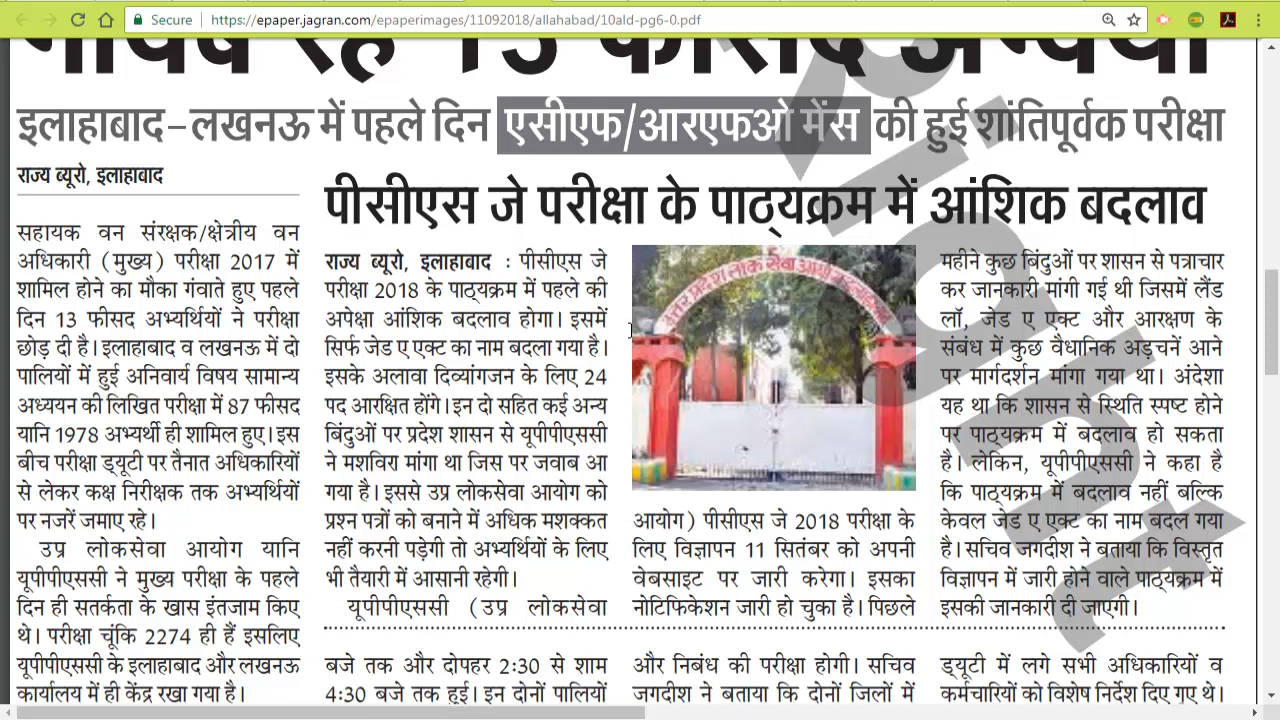 Secure
https://epaper.jagran.com/epaperimages/11092018/allahabad/10ald-pg6-0.pdf
रहे 13 फीसद अभ्यर्थी
इलाहाबाद-लखनऊ में पहले दिन एसीएफ/आरएफओ मेंस की हुई शांतिपूर्वक परीक्षा
राज्य ब्यूरो, इलाहाबाद
सहायक वन संरक्षक/क्षेत्रीय वन
अधिकारी (मुख्य) परीक्षा 2017 में
शामिल होने का मौका गंवाते हुए पहले
दिन 13 फीसद अभ्यर्थियों ने परीक्षा
छोड़ दी है। इलाहाबाद व लखनऊ में दो
पालियों में हुई अनिवार्य विषय सामान्य
अध्ययन की लिखित परीक्षा में 87 फीसद
यानि 1978 अभ्यर्थी ही शामिल हुए। इस
बीच परीक्षा ड्यूटी पर तैनात अधिकारियों
से लेकर कक्ष निरीक्षक तक अभ्यर्थियों
पर नजरें जमाए रहे।
उप्र लोकसेवा आयोग यानि
यूपीपीएससी ने मुख्य परीक्षा के पहले
दिन ही सतर्कता के खास इंतजाम किए
थे। परीक्षा चूंकि 2274 ही हैं इसलिए
यूपीपीएससी के इलाहाबाद और लखनऊ
कार्यालय में ही केंद्र रखा गया है।
पीसीएस जे परीक्षा के पाठ्यक्रम में आंशिक बदलाव
राज्य ब्यूरो, इलाहाबाद : पीसीएस जे
परीक्षा 2018 के पाठ्यक्रम में पहले की
अपेक्षा आंशिक बदलाव होगा। इसमें
सिर्फ जेड ए एक्ट का नाम बदला गया है।
इसके अलावा दिव्यांगजन के लिए 24
पद आरक्षित होंगे। इन दो सहित कई अन्य
बिंदुओं पर प्रदेश शासन से यूपीपीएससी
ने मशविरा मांगा था जिस पर जवाब आ
गया है। इससे उप्र लोकसेवा आयोग को
प्रश्न पत्रों को बनाने में अधिक मशक्कत
नहीं करनी पड़ेगी तो अभ्यर्थियों के लिए
भी तैयारी में आसानी रहेगी।
यूपीपीएससी (उप्र लोकसेवा
उत्तर प्रदेश लोक सेवा आयोग इलाहाबाद
आयोग) पीसीएस जे 2018 परीक्षा के
लिए विज्ञापन 11 सितंबर को अपनी
वेबसाइट पर जारी करेगा। इसका
नोटिफिकेशन जारी हो चुका है। पिछले
महीने कुछ बिंदुओं पर शासन से पत्राचार
कर जानकारी मांगी गई थी जिसमें लैंड
लॉ, जेड ए एक्ट और आरक्षण के
संबंध में कुछ वैधानिक अड़चनें आने
पर मार्गदर्शन मांगा गया था। अंदेशा
यह था कि शासन से स्थिति स्पष्ट होने
पर पाठ्यक्रम में बदलाव हो सकता
है। लेकिन, यूपीपीएससी ने कहा है
कि पाठ्यक्रम में बदलाव नहीं बल्कि
केवल जेड ए एक्ट का नाम बदल गया
है। सचिव जगदीश ने बताया कि विस्तृत
विज्ञापन में जारी होने वाले पाठ्यक्रम में
इसकी जानकारी दी जाएगी।
बजे तक और दोपहर 2:30 से शाम
4:30 बजे तक हुई। इन दोनों पालियों
और निबंध की परीक्षा होगी। सचिव
जगदीश ने बताया कि दोनों जिलों में
ड्यूटी में लगे सभी अधिकारियों व
कर्मचारियों को विशेष निर्देश दिए गए थे।